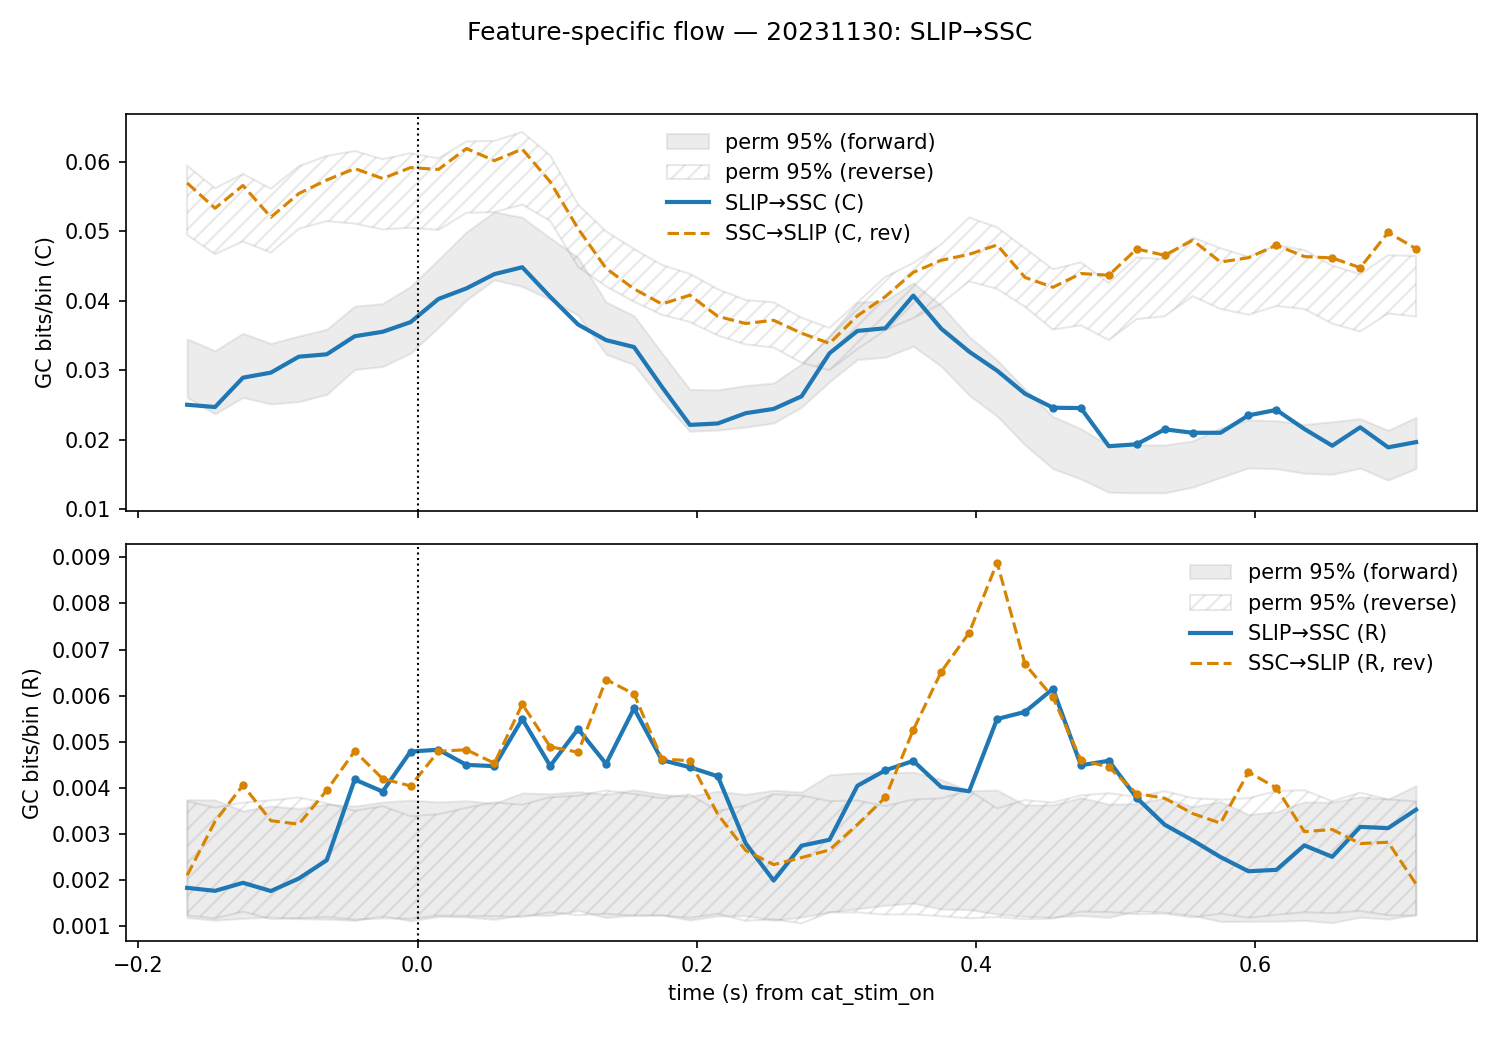 Feature-specific flow — 20231130: SLIP→SSC
GC bits/bin (C)
0.06
0.05
0.04
0.03
0.02
0.01
perm 95% (forward)
perm 95% (reverse)
SLIP→SSC (C)
SSC→SLIP (C, rev)
GC bits/bin (R)
0.009
0.008
0.007
0.006
0.005
0.004
0.003
0.002
0.001
perm 95% (forward)
perm 95% (reverse)
SLIP→SSC (R)
SSC→SLIP (R, rev)
−0.2 0.0 0.2 0.4 0.6
time (s) from cat_stim_on